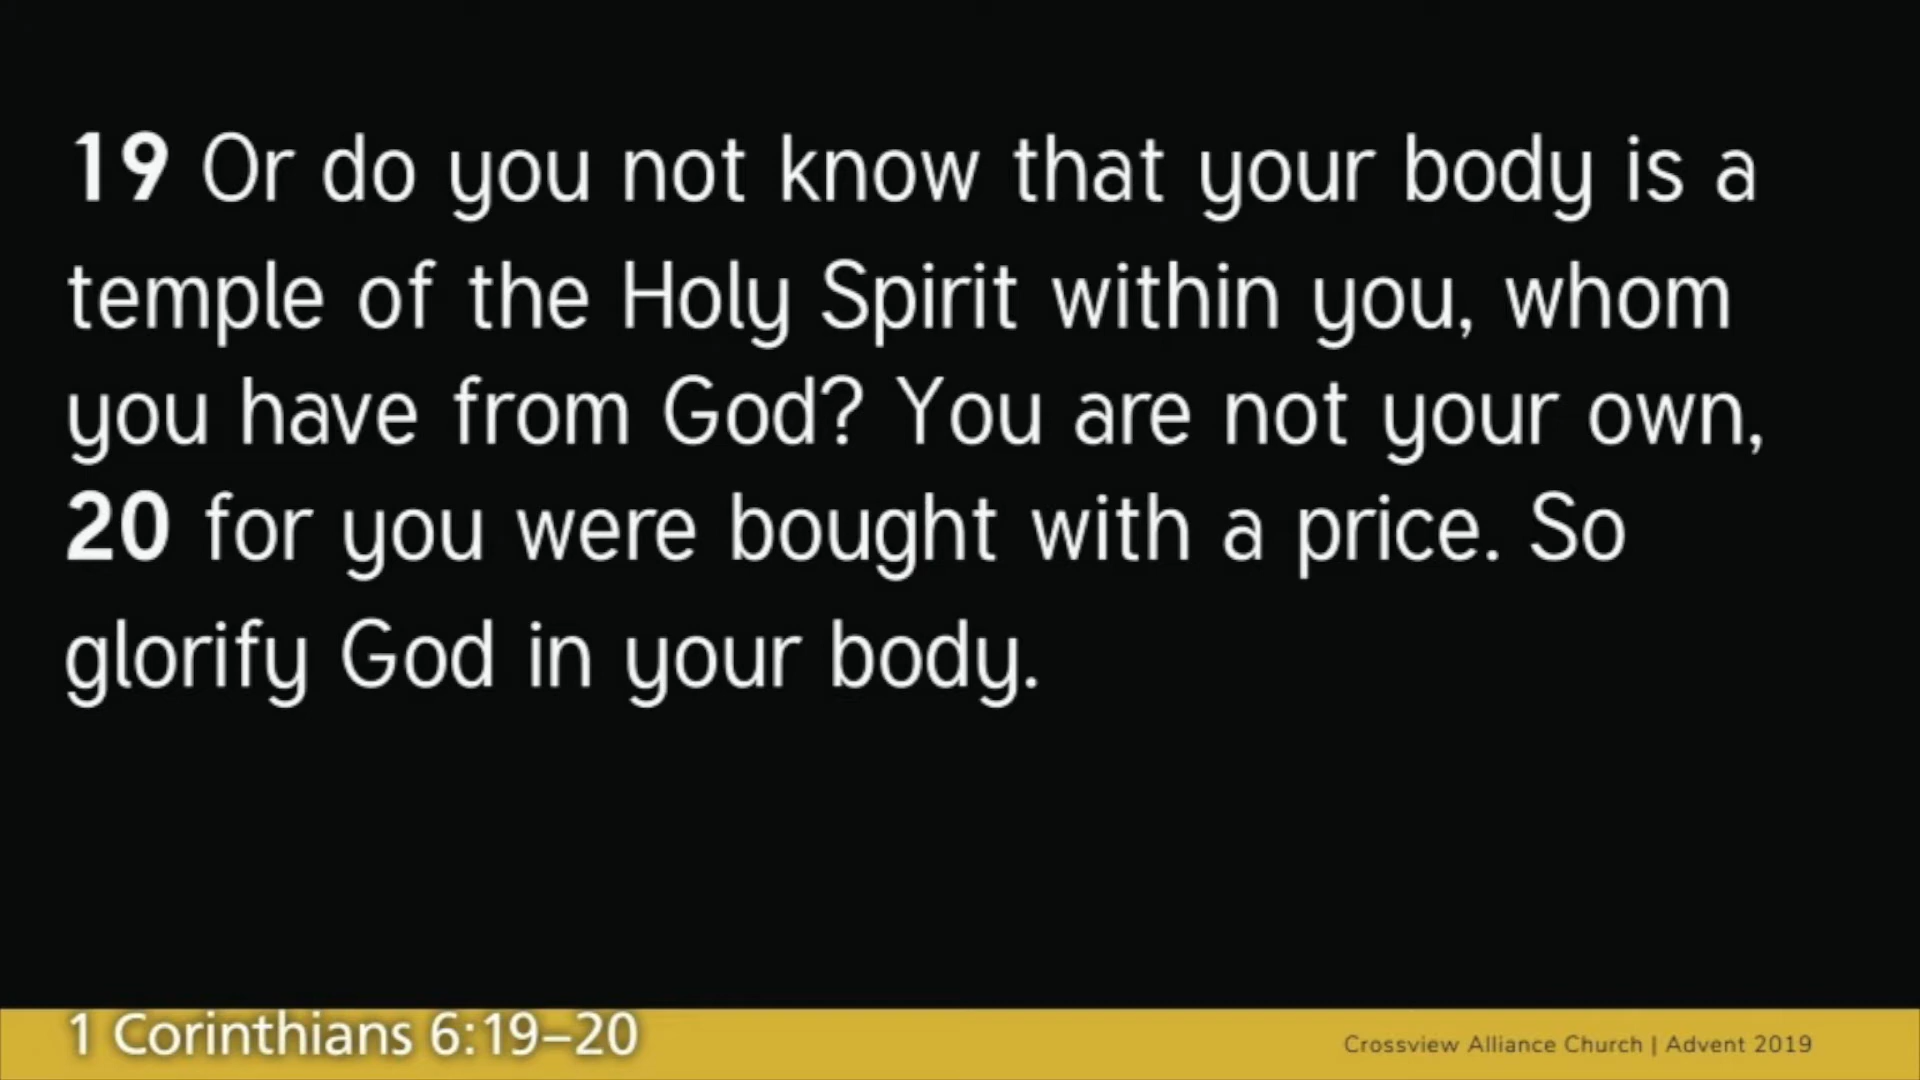 19 Or do you not know that your body is a
temple of the Holy Spirit within you, whom
you have from God? You are not your own,
20 for you were bought with a price. So
glorify God in your body.
1 Corinthians 6:19–20
Crossview Alliance Church | Advent 2019